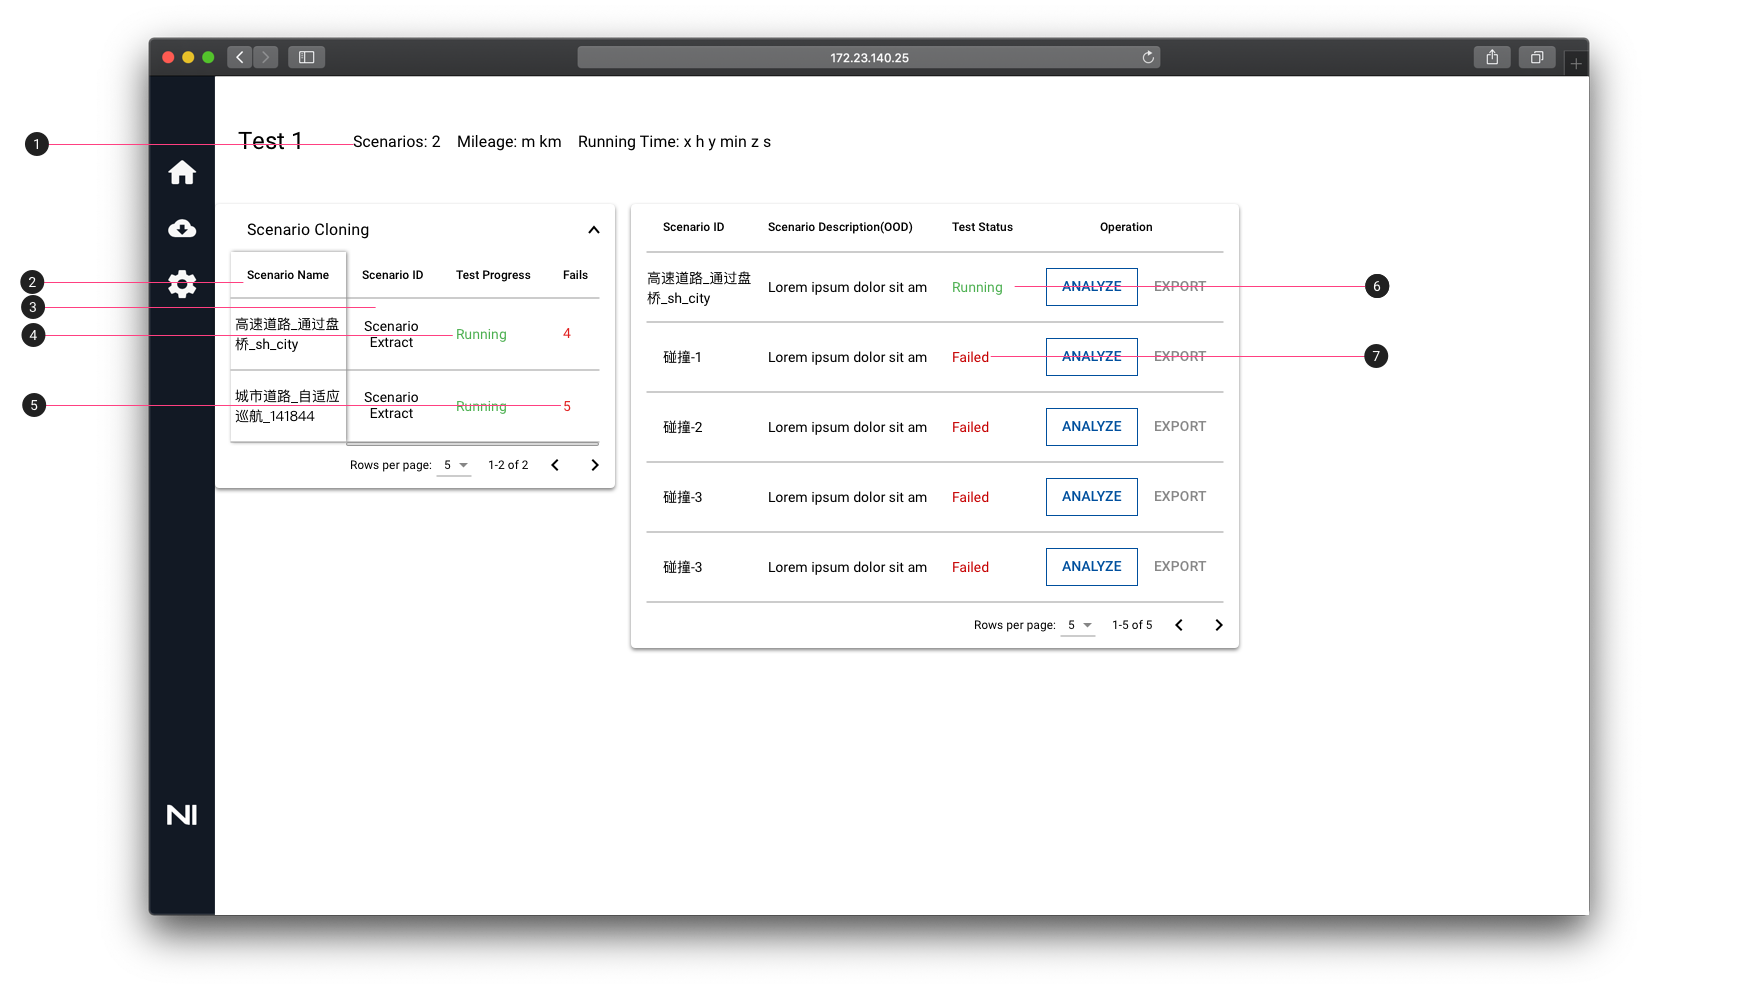 172.23.140.25
1
Test 1
Scenarios: 2 Mileage: m km Running Time: x h y min z s
Scenario Cloning
2
Scenario Name Scenario ID Test Progress Fails
3
4
高速道路_通过盘
桥_sh_city
Scenario
Extract
Running
4
5
城市道路_自适应
巡航_141844
Scenario
Extract
Running
5
Rows per page: 5 1-2 of 2
Scenario ID Scenario Description(OOD) Test Status Operation
高速道路_通过盘
桥_sh_city
Lorem ipsum dolor sit am Running ANALYZE EXPORT
6
碰撞-1 Lorem ipsum dolor sit am Failed ANALYZE EXPORT
7
碰撞-2 Lorem ipsum dolor sit am Failed ANALYZE EXPORT
碰撞-3 Lorem ipsum dolor sit am Failed ANALYZE EXPORT
碰撞-3 Lorem ipsum dolor sit am Failed ANALYZE EXPORT
Rows per page: 5 1-5 of 5
NI